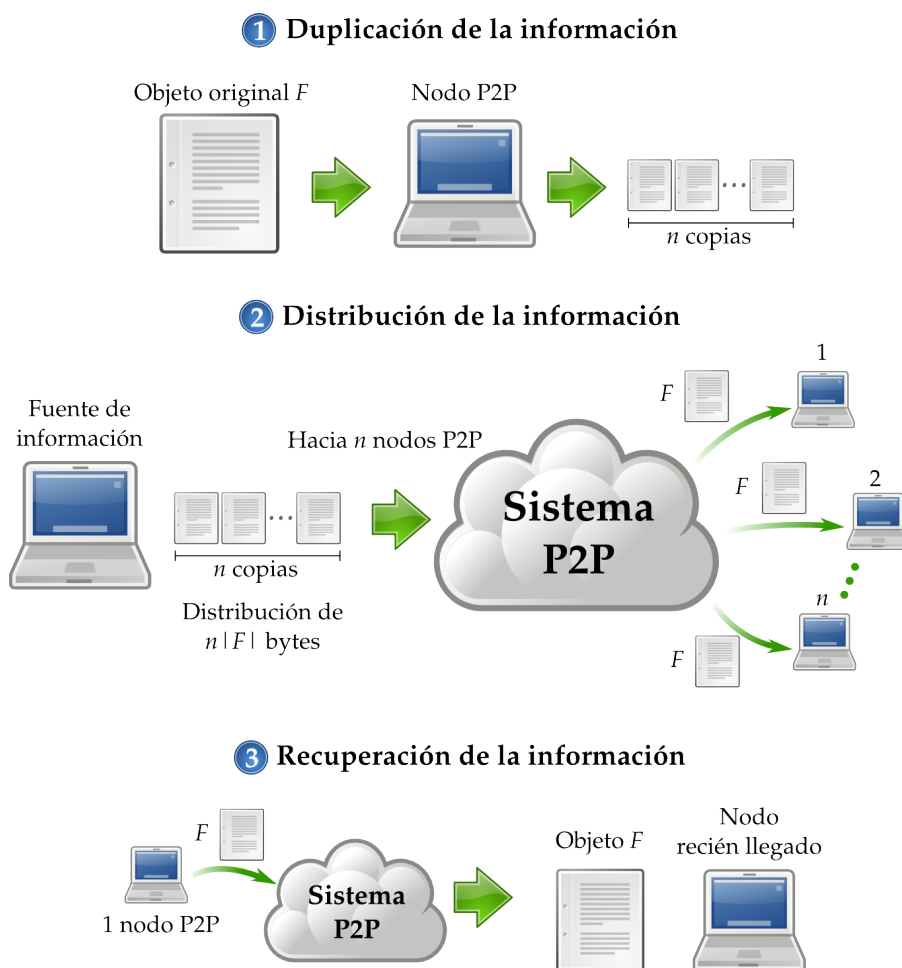 1 Duplicación de la información
Objeto original F
Nodo P2P
...
n copias
2 Distribución de la información
Fuente de
información
Hacia n nodos P2P
...
n copias
Distribución de
n|F| bytes
Sistema
P2P
F
1
F
2
F
n
3 Recuperación de la información
F
1 nodo P2P
Sistema
P2P
Objeto F
Nodo
recién llegado